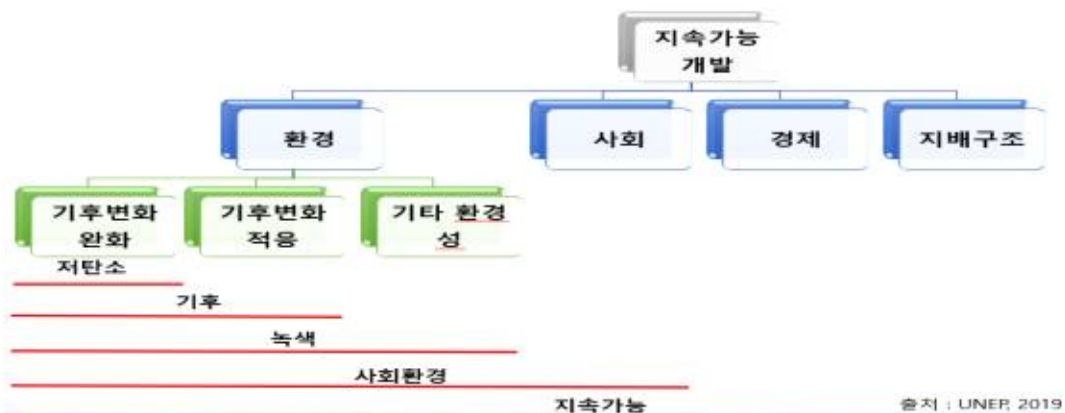 지속가능
개발
환경
사회
경제
지배구조
기후변화
완화
기후변화
적응
기타 환경
성
저탄소
기후
녹색
사회환경
지속가능
출처 : UNEP, 2019